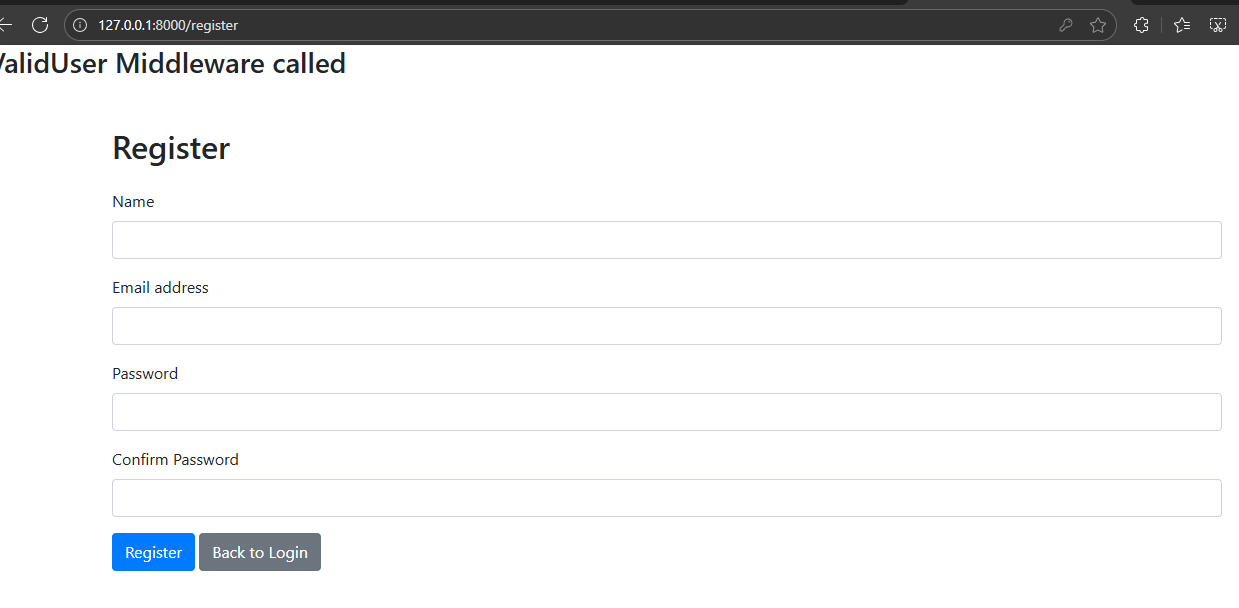 127.0.0.1:8000/register
ValidUser Middleware called
Register
Name
Email address
Password
Confirm Password
Register Back to Login